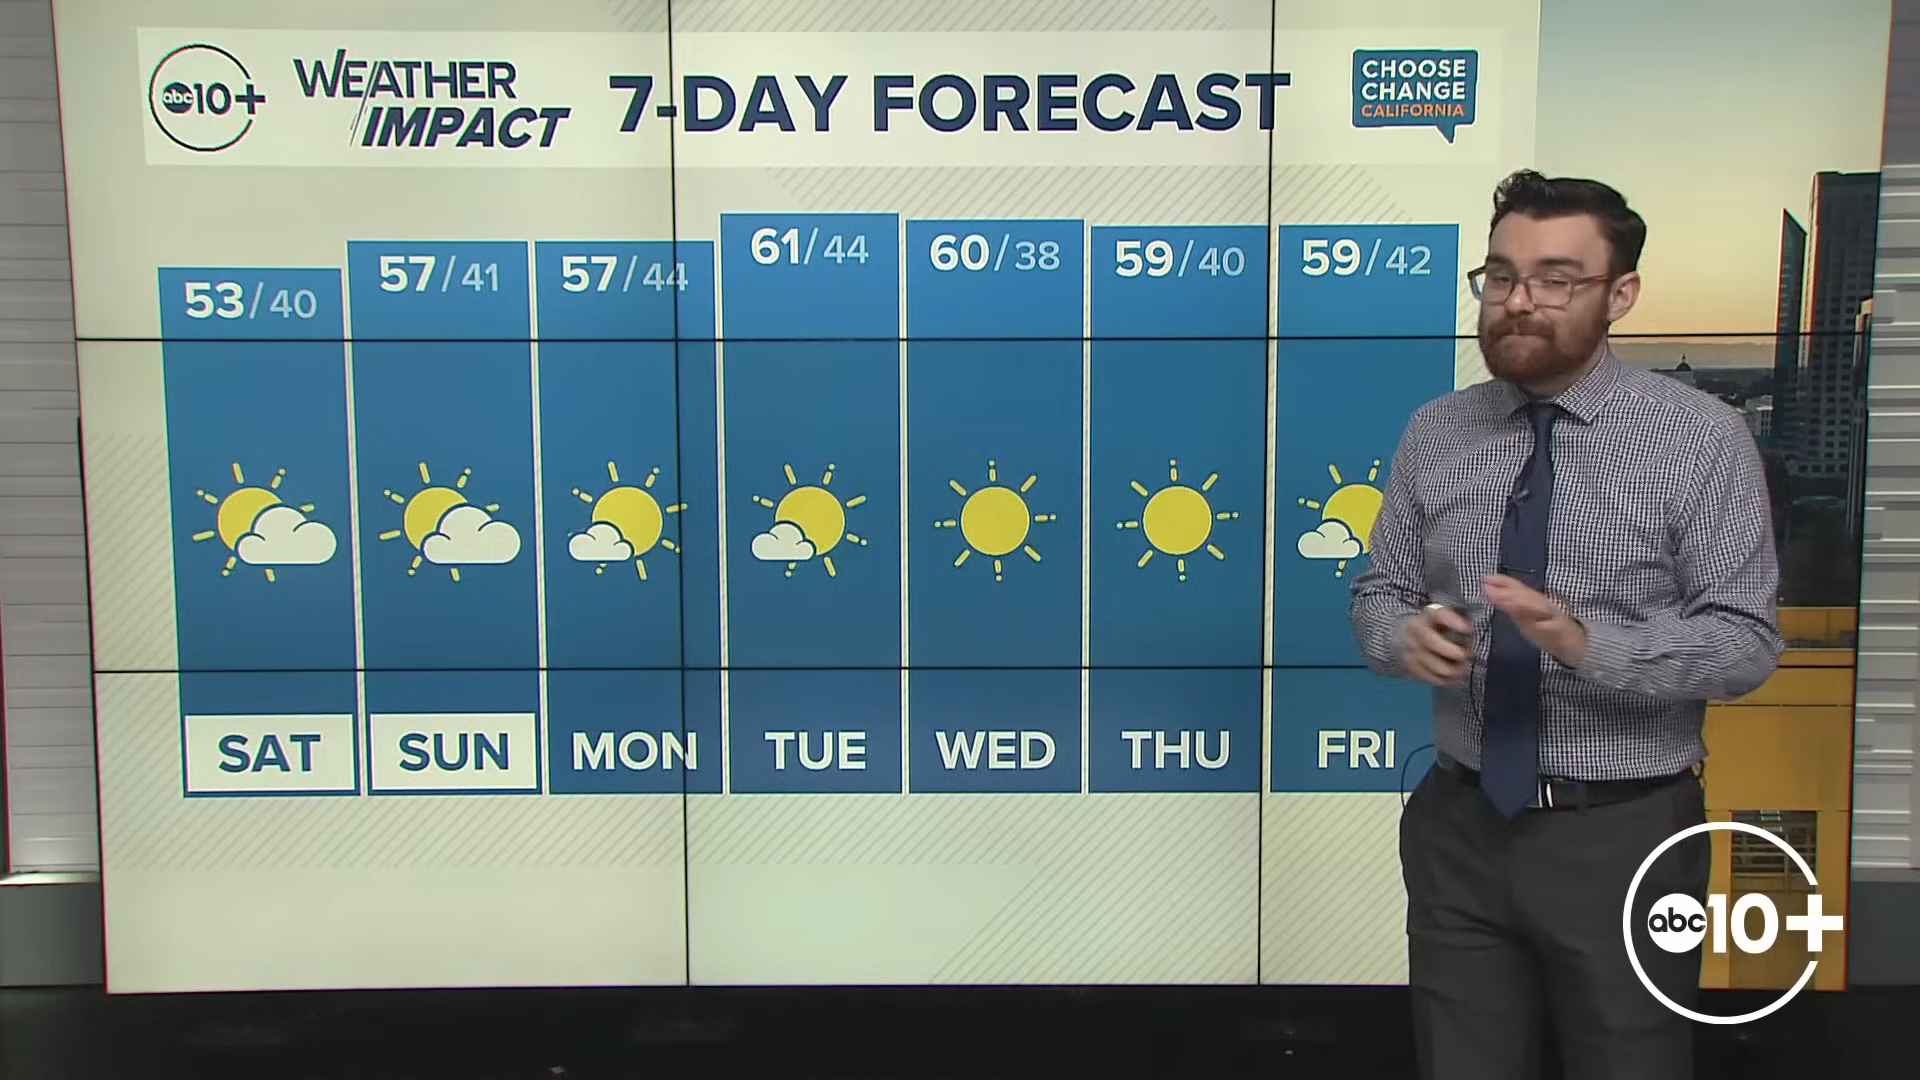 abc10+
WEATHER
IMPACT
7-DAY FORECAST
CHOOSE
CHANGE
CALIFORNIA
53/40
57/41
57/44
61/44
60/38
59/40
59/42
SAT
SUN
MON
TUE
WED
THU
FRI
abc10+